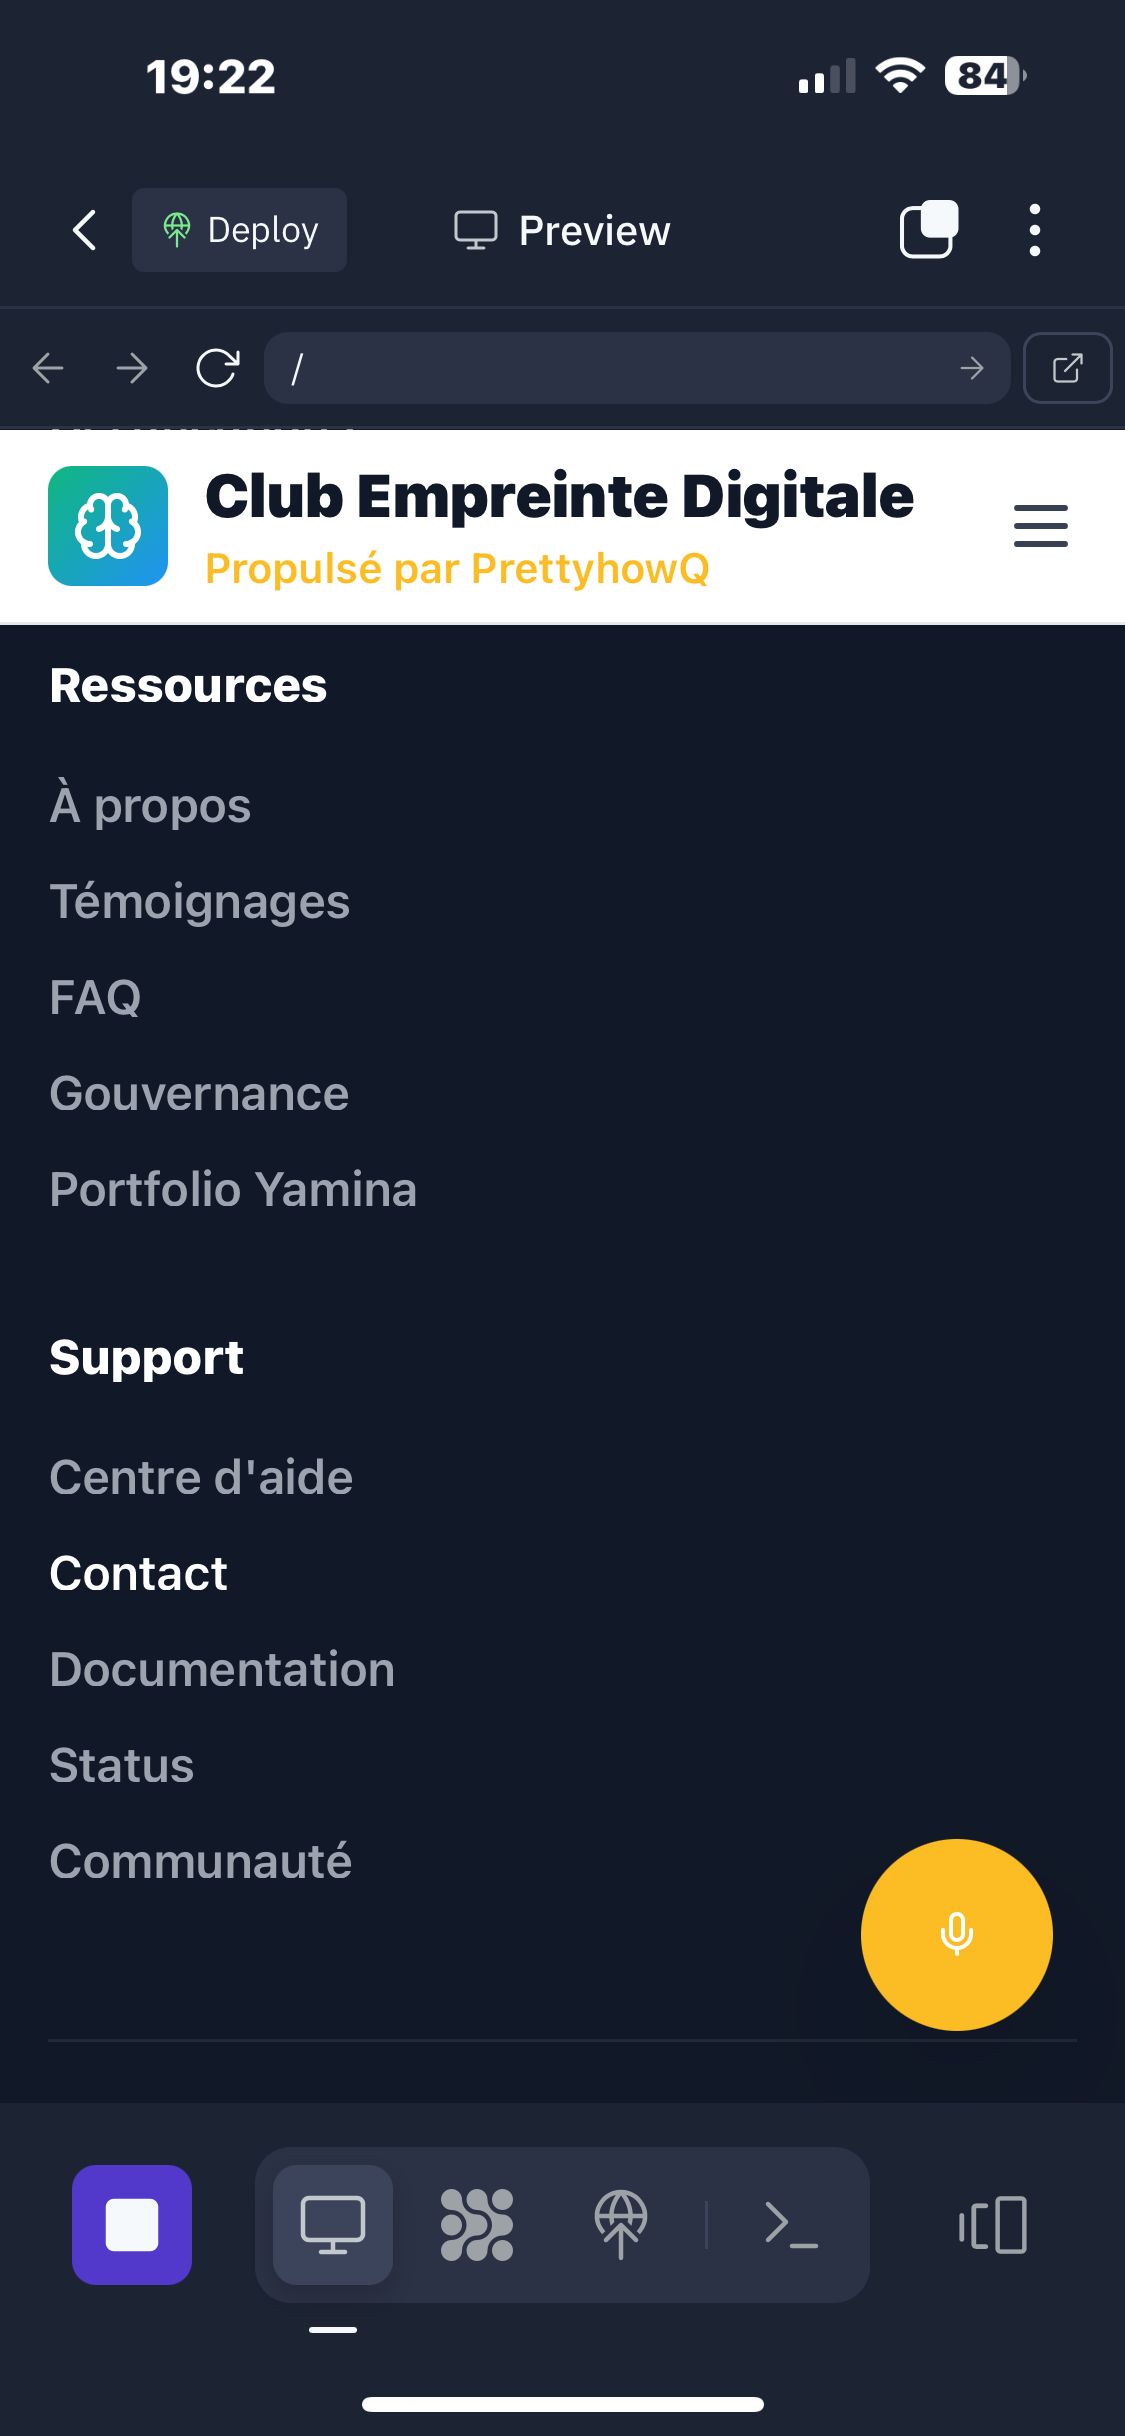 19:22
84
Deploy
Preview
/
Club Empreinte Digitale
Propulsé par PrettyhowQ
Ressources
À propos
Témoignages
FAQ
Gouvernance
Portfolio Yamina
Support
Centre d'aide
Contact
Documentation
Status
Communauté